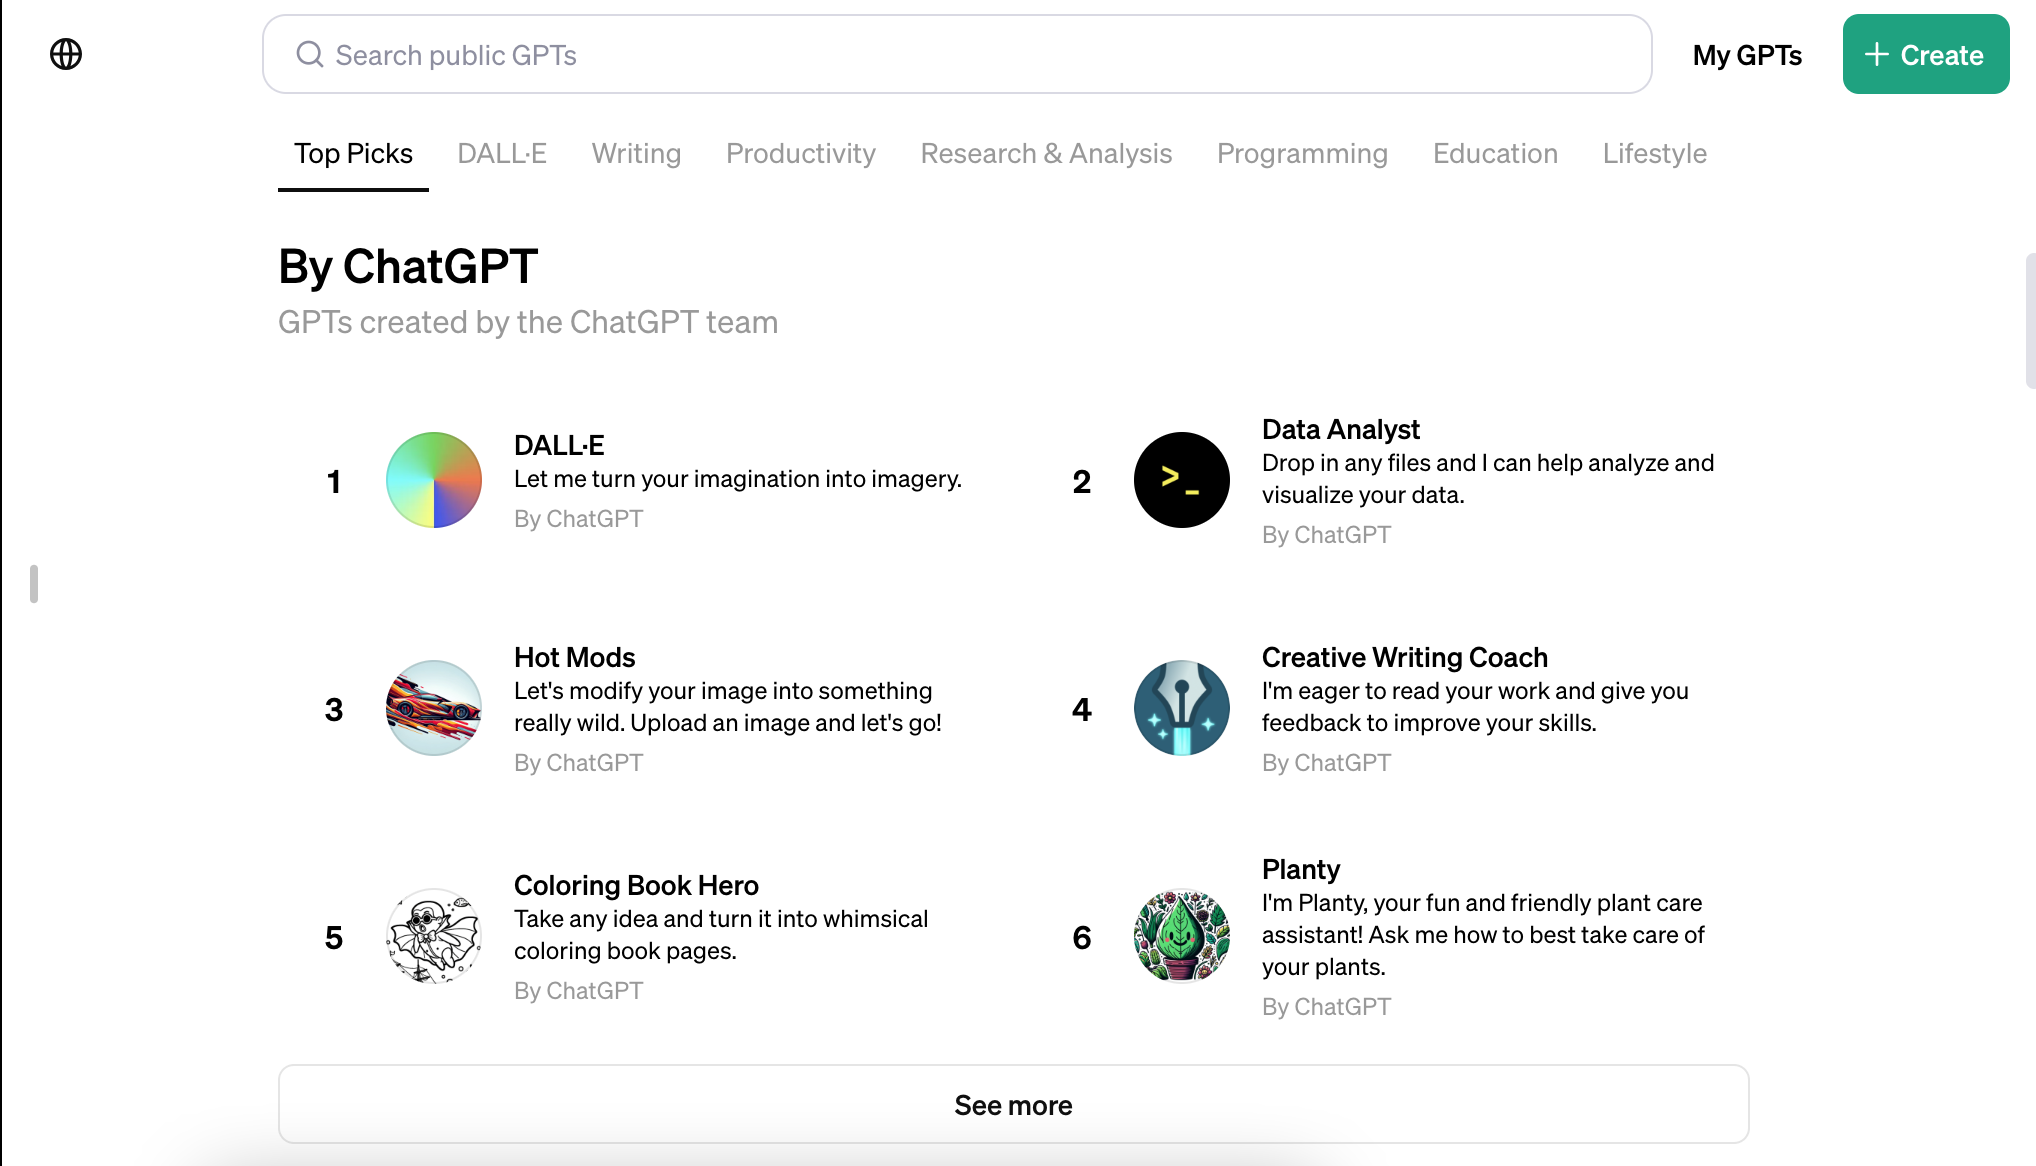 Search public GPTs
My GPTs
+ Create
Top Picks
DALL·E
Writing
Productivity
Research & Analysis
Programming
Education
Lifestyle
By ChatGPT
GPTs created by the ChatGPT team
1
DALL·E
Let me turn your imagination into imagery.
By ChatGPT
2
>_
Data Analyst
Drop in any files and I can help analyze and
visualize your data.
By ChatGPT
3
Hot Mods
Let's modify your image into something
really wild. Upload an image and let's go!
By ChatGPT
4
Creative Writing Coach
I'm eager to read your work and give you
feedback to improve your skills.
By ChatGPT
5
Coloring Book Hero
Take any idea and turn it into whimsical
coloring book pages.
By ChatGPT
6
Planty
I'm Planty, your fun and friendly plant care
assistant! Ask me how to best take care of
your plants.
By ChatGPT
See more